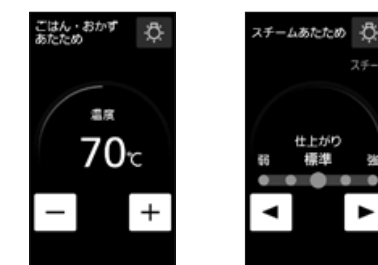 ごはん・おかず
あたため
温度
70℃
スチームあたため
スチー
仕上がり
弱 標準 強